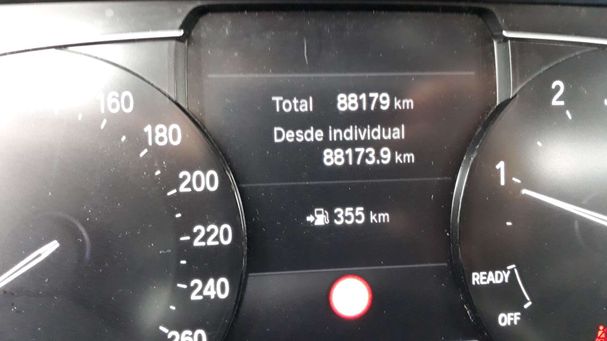 Total 88179 km
Desde individual
88173.9 km
355 km
160
180
200
220
240
260
2
1
READY
OFF